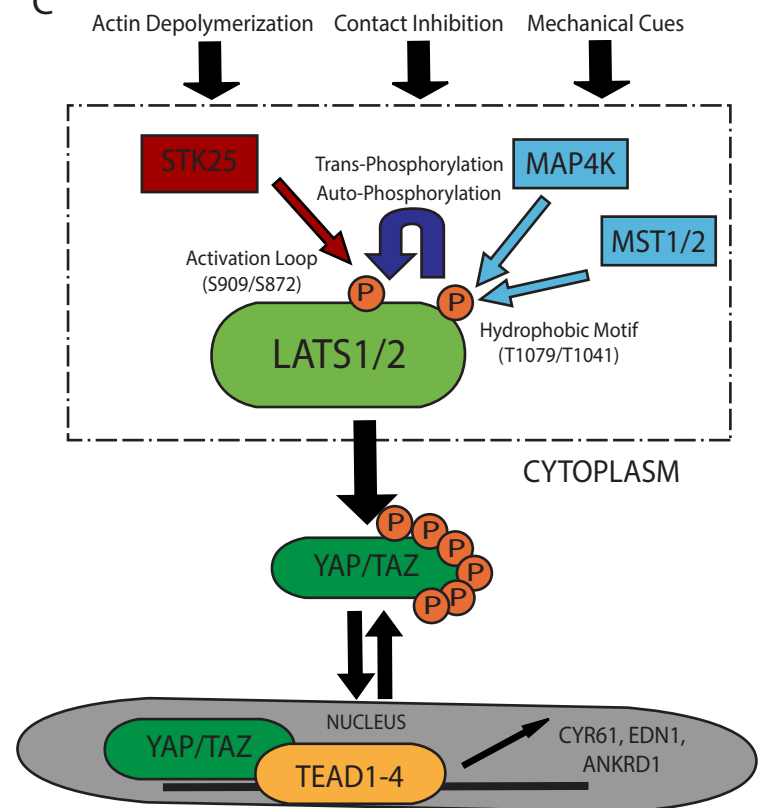 C
Actin Depolymerization
Contact Inhibition
Mechanical Cues
STK25
Trans-Phosphorylation
Auto-Phosphorylation
MAP4K
MST1/2
Activation Loop
(S909/S872)
P
P
Hydrophobic Motif
(T1079/T1041)
LATS1/2
CYTOPLASM
P
P
P
P
P
P
YAP/TAZ
NUCLEUS
YAP/TAZ
TEAD1-4
CYR61, EDN1,
ANKRD1